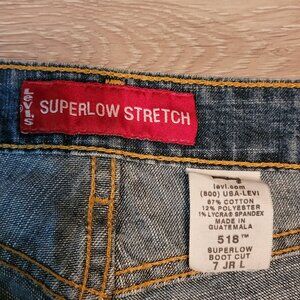 LEVI'S
SUPERLOW STRETCH
levi.com
(800) USA-LEVI
87% COTTON
12% POLYESTER
1% LYCRA® SPANDEX
MADE IN
GUATEMALA
518™
SUPERLOW
BOOT CUT
7 JR L